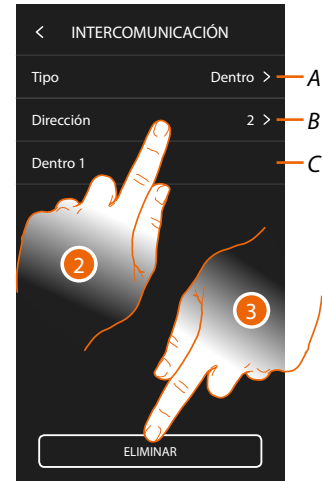 < INTERCOMUNICACIÓN
Tipo Dentro > A
Dirección 2 > B
Dentro 1 C
2
3
ELIMINAR